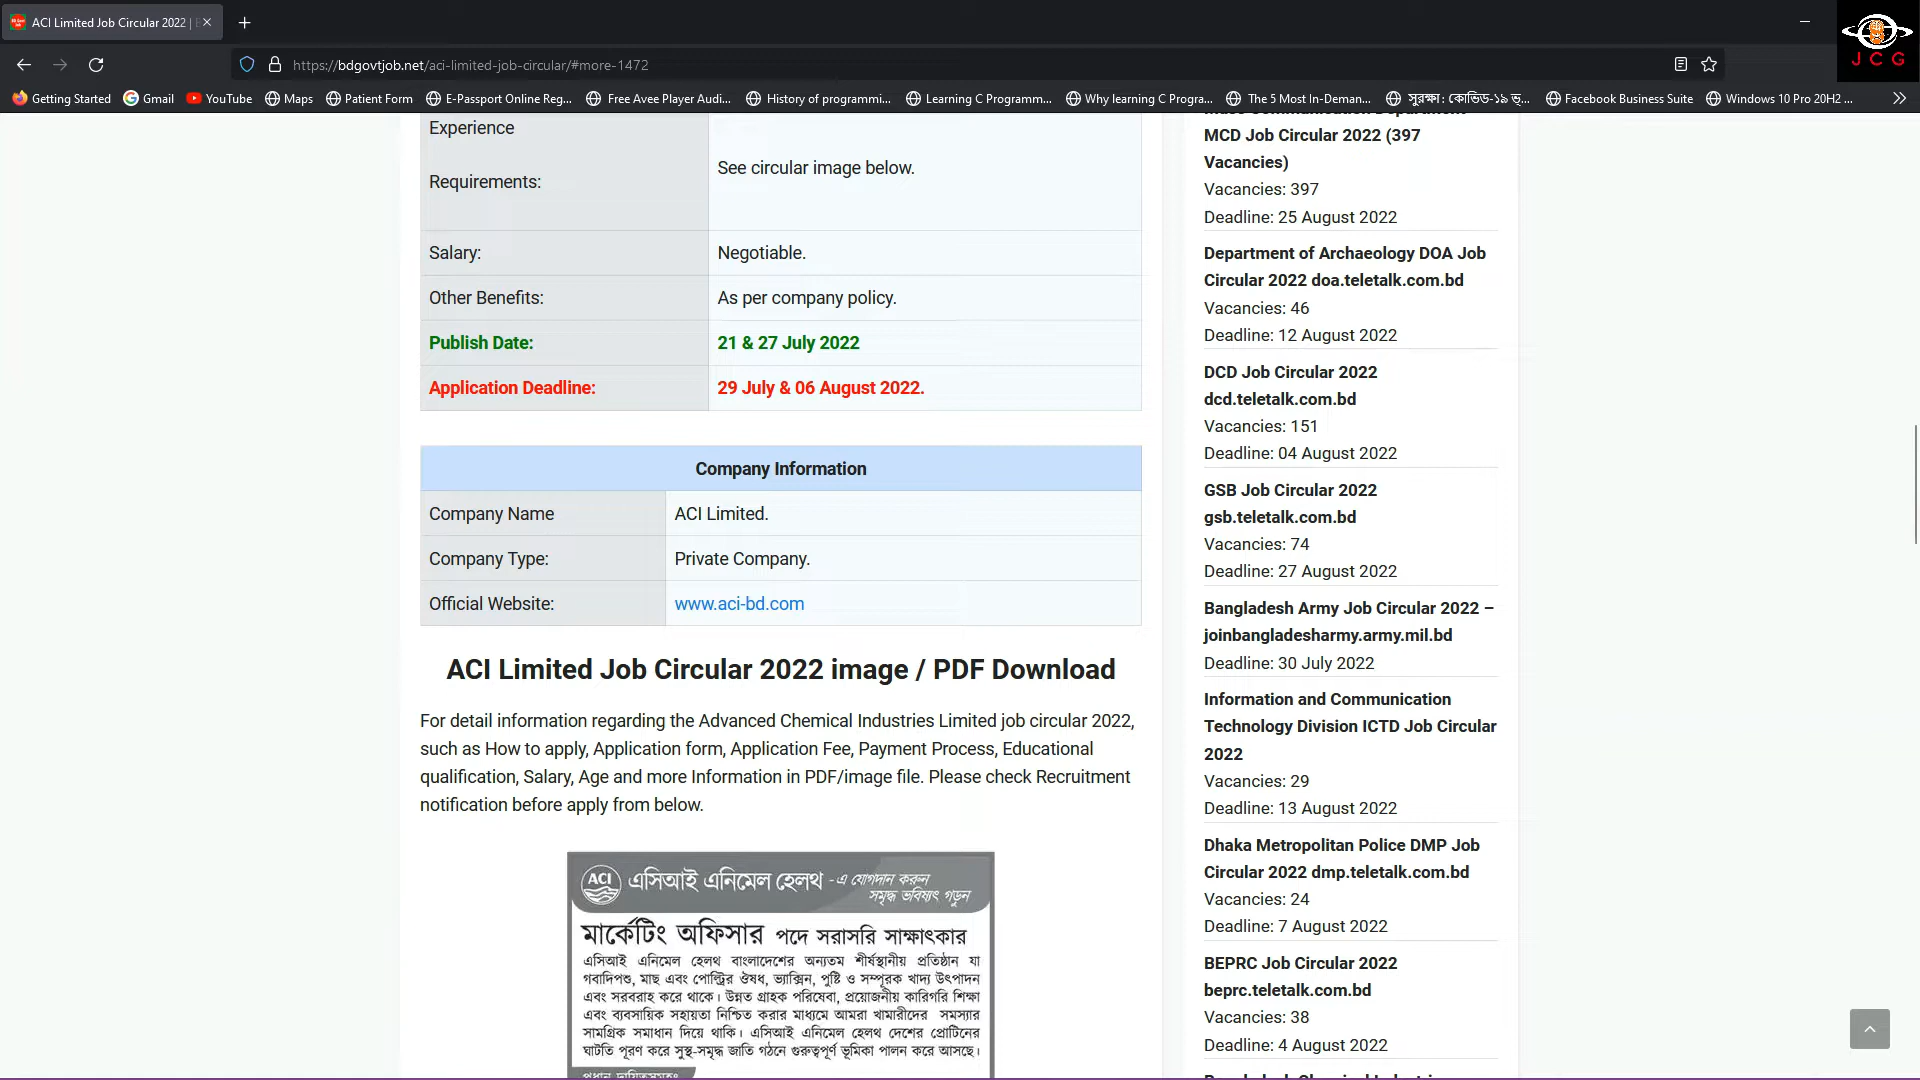 ACI Limited Job Circular 2022 |
https://bdgovtjob.net/aci-limited-job-circular/#more-1472
J C G
Getting Started
Gmail
YouTube
Maps
Patient Form
E-Passport Online Reg...
Free Avee Player Audi...
History of programmi...
Learning C Programm...
Why learning C Progra...
The 5 Most In-Deman...
সুরক্ষা : কোভিড-১৯ ভ্...
Facebook Business Suite
Windows 10 Pro 20H2 ...
Experience
Requirements:
See circular image below.
Salary:
Negotiable.
Other Benefits:
As per company policy.
Publish Date:
21 & 27 July 2022
Application Deadline:
29 July & 06 August 2022.
Company Information
Company Name
ACI Limited.
Company Type:
Private Company.
Official Website:
www.aci-bd.com
ACI Limited Job Circular 2022 image / PDF Download
For detail information regarding the Advanced Chemical Industries Limited job circular 2022,
such as How to apply, Application form, Application Fee, Payment Process, Educational
qualification, Salary, Age and more Information in PDF/image file. Please check Recruitment
notification before apply from below.
ACI এসিআই এনিমেল হেলথ -এ যোগদান করুন
সমৃদ্ধ ভবিষ্যৎ গড়ুন
মার্কেটিং অফিসার পদে সরাসরি সাক্ষাৎকার
এসিআই এনিমেল হেলথ বাংলাদেশের অন্যতম শীর্ষস্থানীয় প্রতিষ্ঠান যা
গবাদিপশু, মাছ এবং পোল্ট্রির ঔষধ, ভ্যাক্সিন, পুষ্টি ও সম্পূরক খাদ্য উৎপাদন
এবং সরবরাহ করে থাকে। উন্নত গ্রাহক পরিষেবা, প্রয়োজনীয় কারিগরি শিক্ষা
এবং ব্যবসায়িক সহায়তা নিশ্চিত করার মাধ্যমে আমরা খামারীদের সমস্যার
সামগ্রিক সমাধান দিয়ে থাকি। এসিআই এনিমেল হেলথ দেশের প্রোটিনের
ঘাটতি পূরণ করে সুস্থ-সমৃদ্ধ জাতি গঠনে গুরুত্বপূর্ণ ভূমিকা পালন করে আসছে।
MCD Job Circular 2022 (397
Vacancies)
Vacancies: 397
Deadline: 25 August 2022
Department of Archaeology DOA Job
Circular 2022 doa.teletalk.com.bd
Vacancies: 46
Deadline: 12 August 2022
DCD Job Circular 2022
dcd.teletalk.com.bd
Vacancies: 151
Deadline: 04 August 2022
GSB Job Circular 2022
gsb.teletalk.com.bd
Vacancies: 74
Deadline: 27 August 2022
Bangladesh Army Job Circular 2022 –
joinbangladesharmy.army.mil.bd
Deadline: 30 July 2022
Information and Communication
Technology Division ICTD Job Circular
2022
Vacancies: 29
Deadline: 13 August 2022
Dhaka Metropolitan Police DMP Job
Circular 2022 dmp.teletalk.com.bd
Vacancies: 24
Deadline: 7 August 2022
BEPRC Job Circular 2022
beprc.teletalk.com.bd
Vacancies: 38
Deadline: 4 August 2022